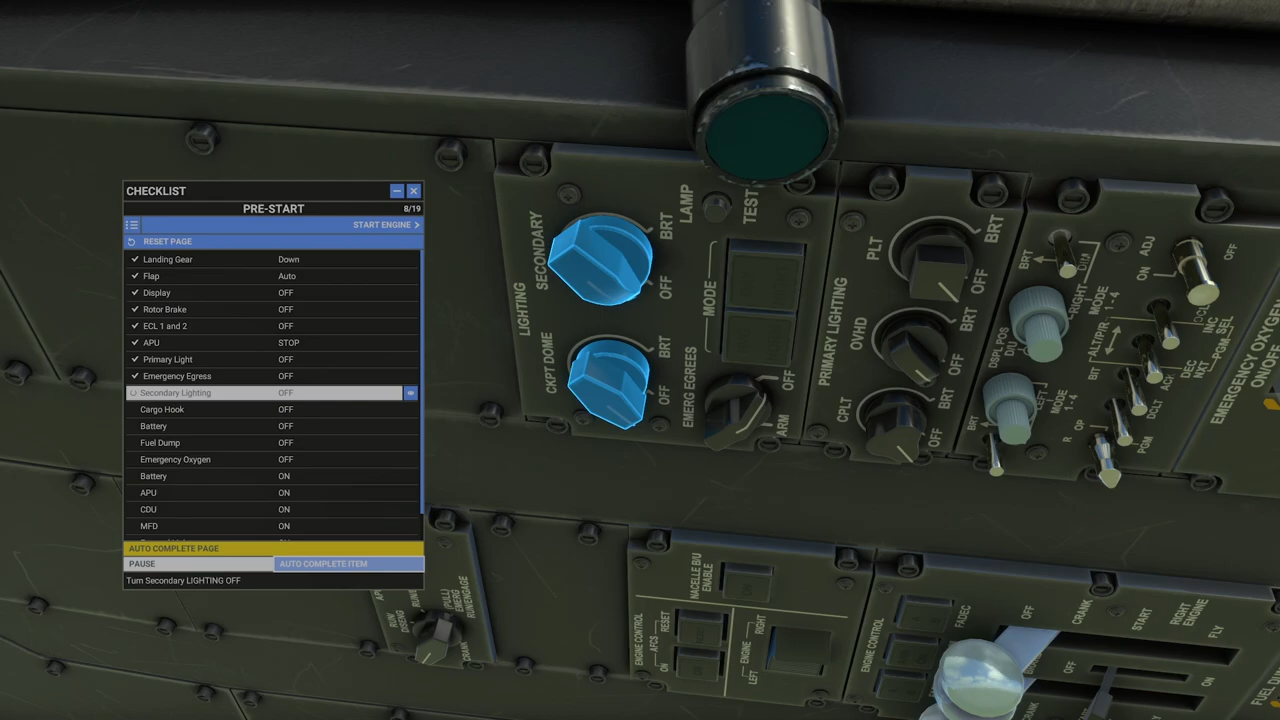 CHECKLIST
PRE-START
8/19
START ENGINE
RESET PAGE
Landing Gear Down
Flap Auto
Display OFF
Rotor Brake OFF
ECL 1 and 2 OFF
APU STOP
Primary Light OFF
Emergency Egress OFF
Secondary Lighting OFF
Cargo Hook OFF
Battery OFF
Fuel Dump OFF
Emergency Oxygen OFF
Battery ON
APU ON
CDU ON
MFD ON
AUTO COMPLETE PAGE
PAUSE
AUTO COMPLETE ITEM
Turn Secondary LIGHTING OFF
LIGHTING
SECONDARY
BRT
OFF
CKPT DOME
BRT
OFF
LAMP
TEST
MODE
EMERG EGREES
OFF
ARM
PRIMARY LIGHTING
PLT
BRT
OFF
OVHD
BRT
OFF
CPLT
BRT
OFF
BRT
DIM
RIGHT
MODE
1-4
DSPL POS
D/U
LEFT
MODE
1-4
BRT
ADJ
ON
OFF
ALT/P/R
BIT
INC
PGM-SEL
DEC
NXT
ACK
DCLT
R
OP
PGM
EMERGENCY OXYGEN
ON/OFF
NACELLE B/U
ENABLE
ENGINE CONTROL
AFCS
RESET
ON
ENGINE
RIGHT
LEFT
ENGINE CONTROL
FADEC
OFF
CRANK
START
RIGHT
ENGINE
FLY
OFF
ON